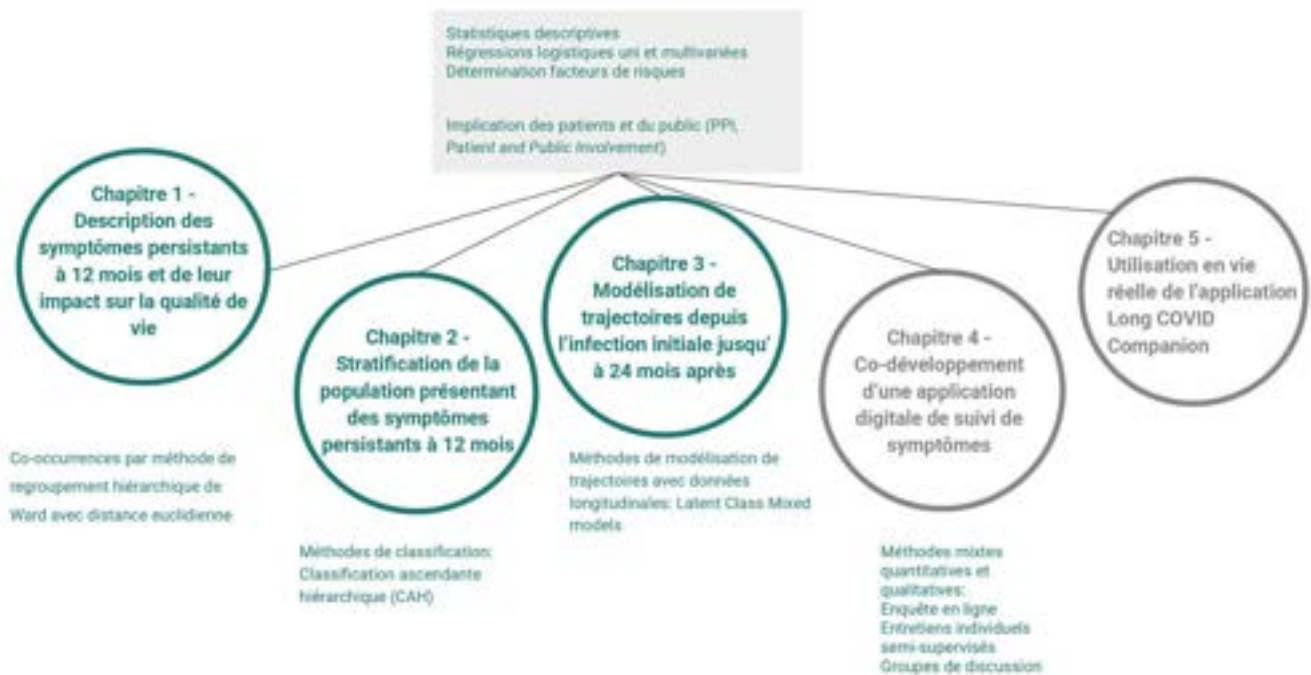 Statistiques descriptives
Régressions logistiques uni et multivariées
Détermination facteurs de risques
Implication des patients et du public (PPI,
Patient and Public Involvement)
Chapitre 1 -
Description des
symptômes persistants
à 12 mois et de leur
impact sur la qualité de
vie
Co-occurrences par méthode de
regroupement hiérarchique de
Ward avec distance euclidienne
Chapitre 2 -
Stratification de la
population présentant
des symptômes
persistants à 12 mois
Méthodes de classification:
Classification ascendante
hiérarchique (CAH)
Chapitre 3 -
Modélisation de
trajectoires depuis
l'infection initiale jusqu'
à 24 mois après
Méthodes de modélisation de
trajectoires avec données
longitudinales: Latent Class Mixed
models
Chapitre 4 -
Co-développement
d'une application
digitale de suivi de
symptômes
Méthodes mixtes
quantitatives et
qualitatives:
Enquête en ligne
Entretiens individuels
semi-supervisés
Groupes de discussion
Chapitre 5 -
Utilisation en vie
réelle de l'application
Long COVID
Companion